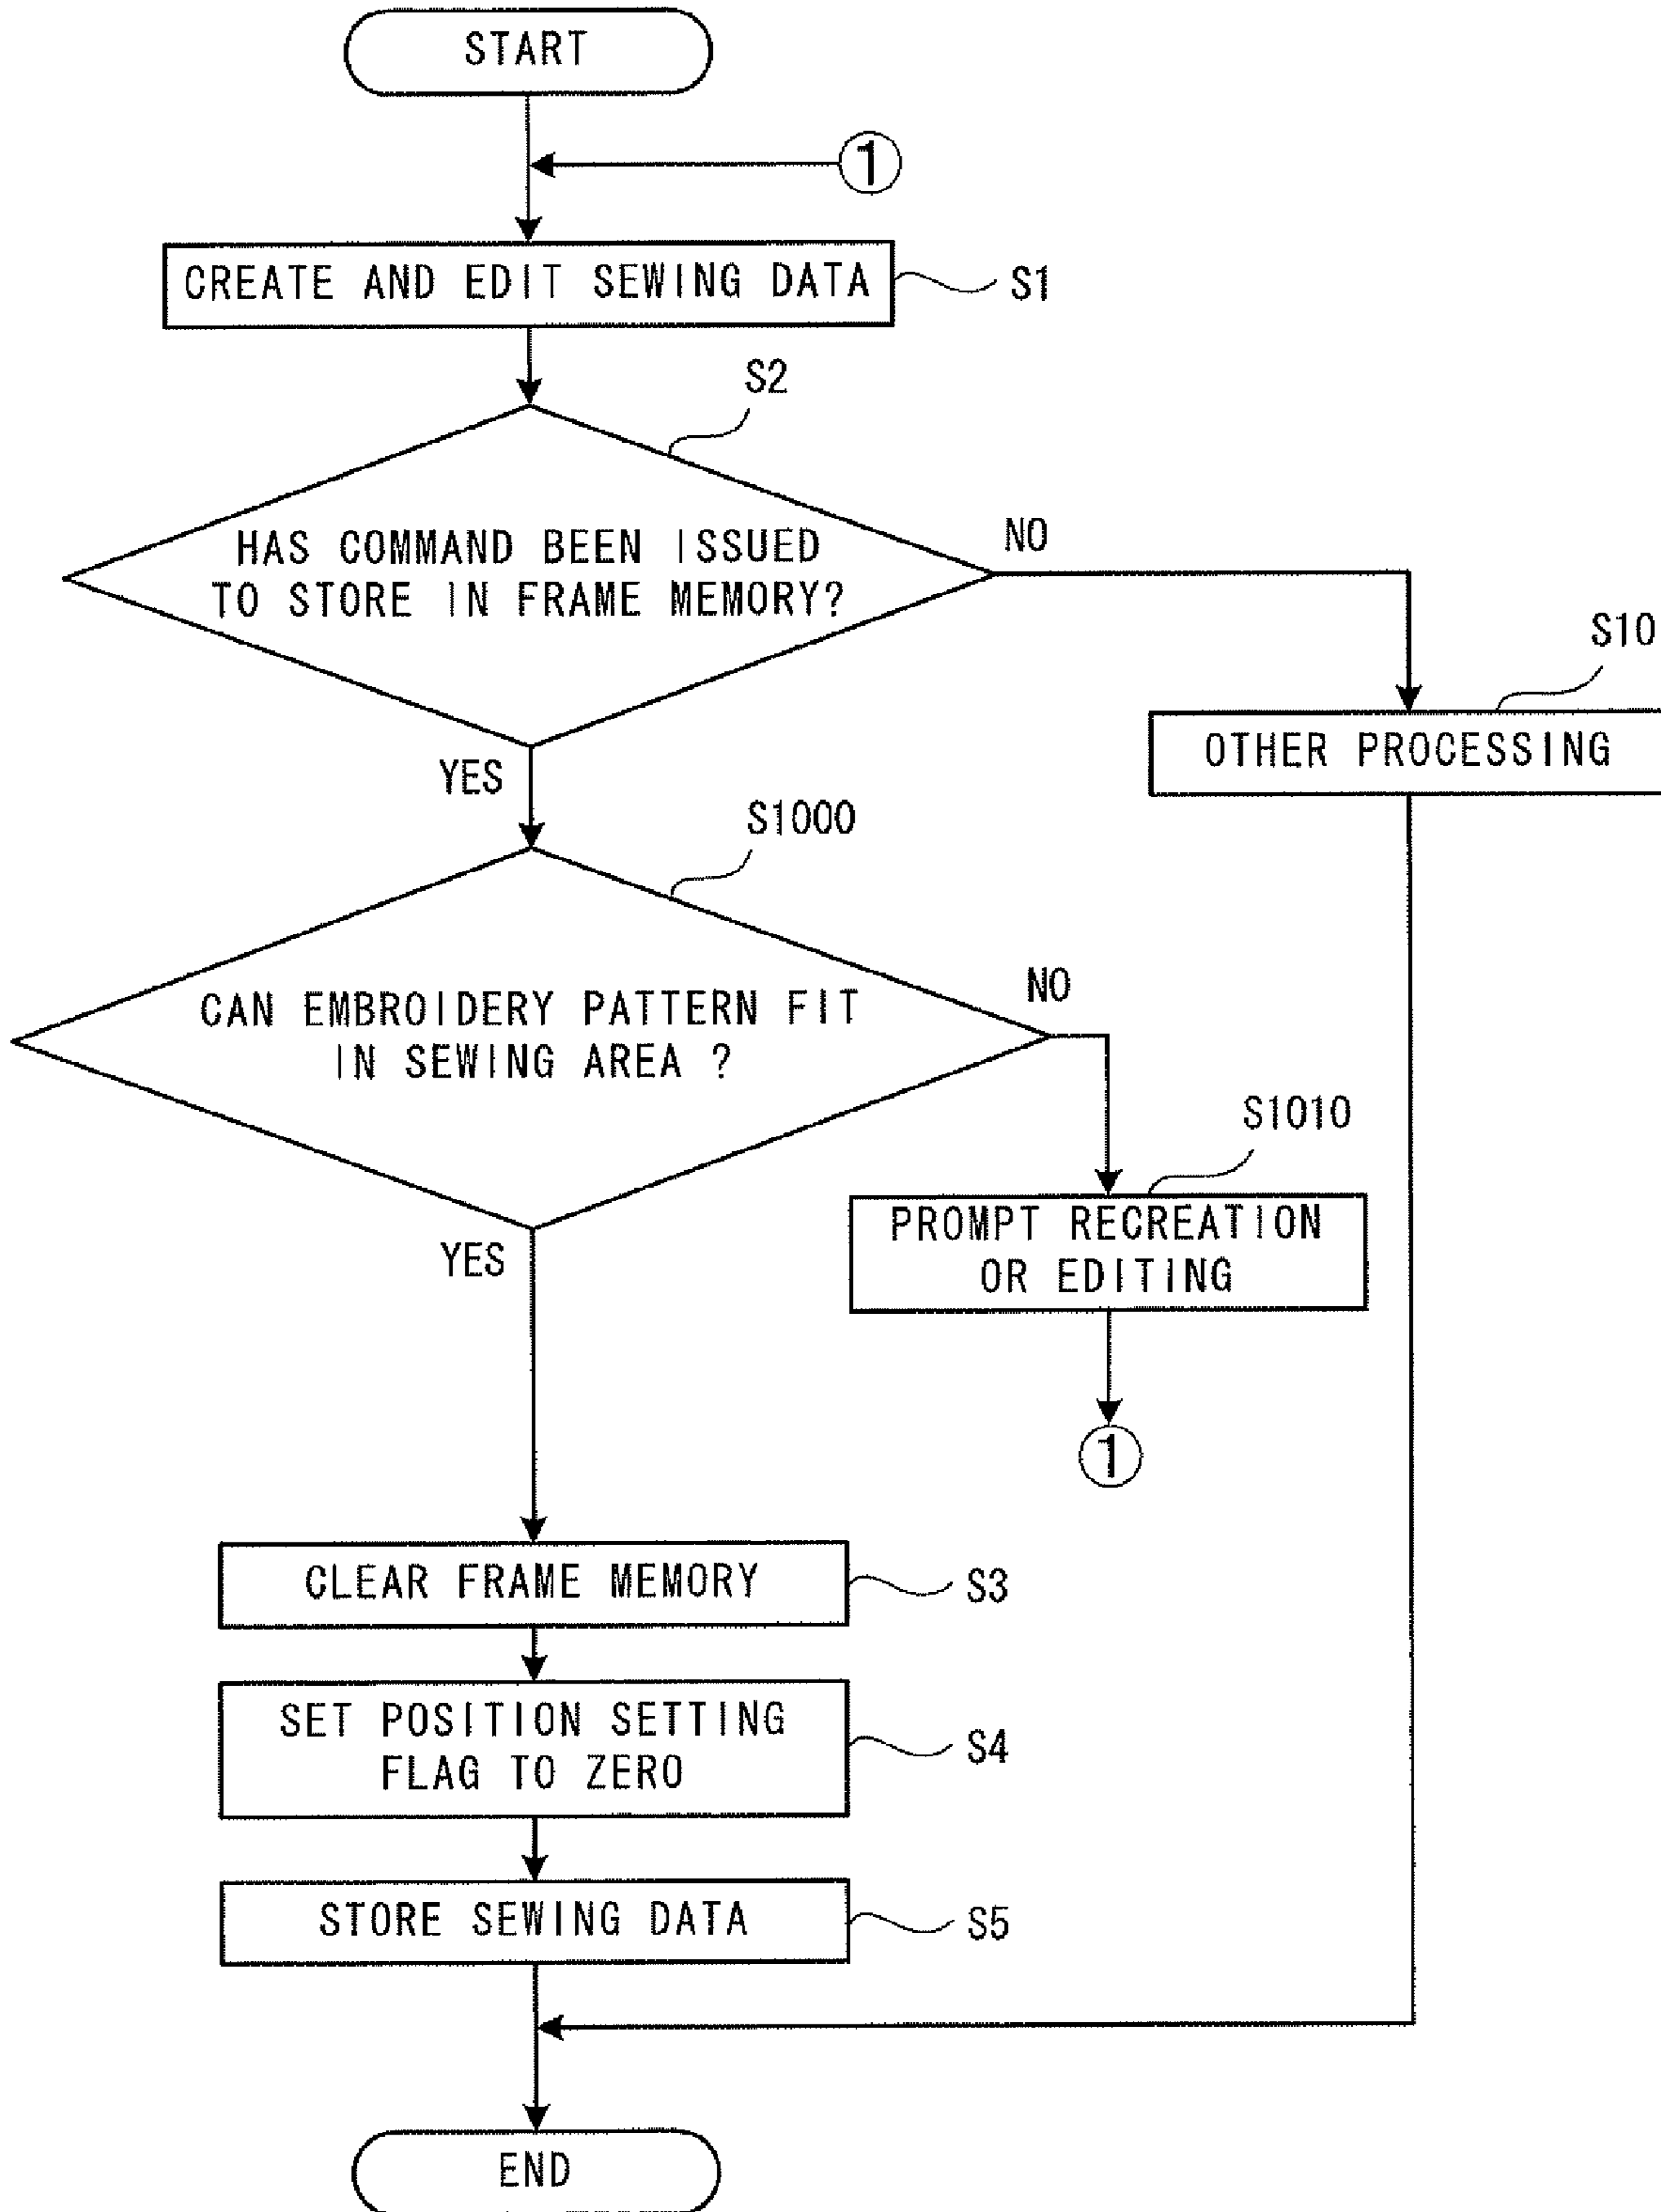 START
1
CREATE AND EDIT SEWING DATA
S1
S2
HAS COMMAND BEEN ISSUED
TO STORE IN FRAME MEMORY?
NO
YES
S10
OTHER PROCESSING
S1000
CAN EMBROIDERY PATTERN FIT
IN SEWING AREA ?
NO
YES
S1010
PROMPT RECREATION
OR EDITING
1
CLEAR FRAME MEMORY
S3
SET POSITION SETTING
FLAG TO ZERO
S4
STORE SEWING DATA
S5
END